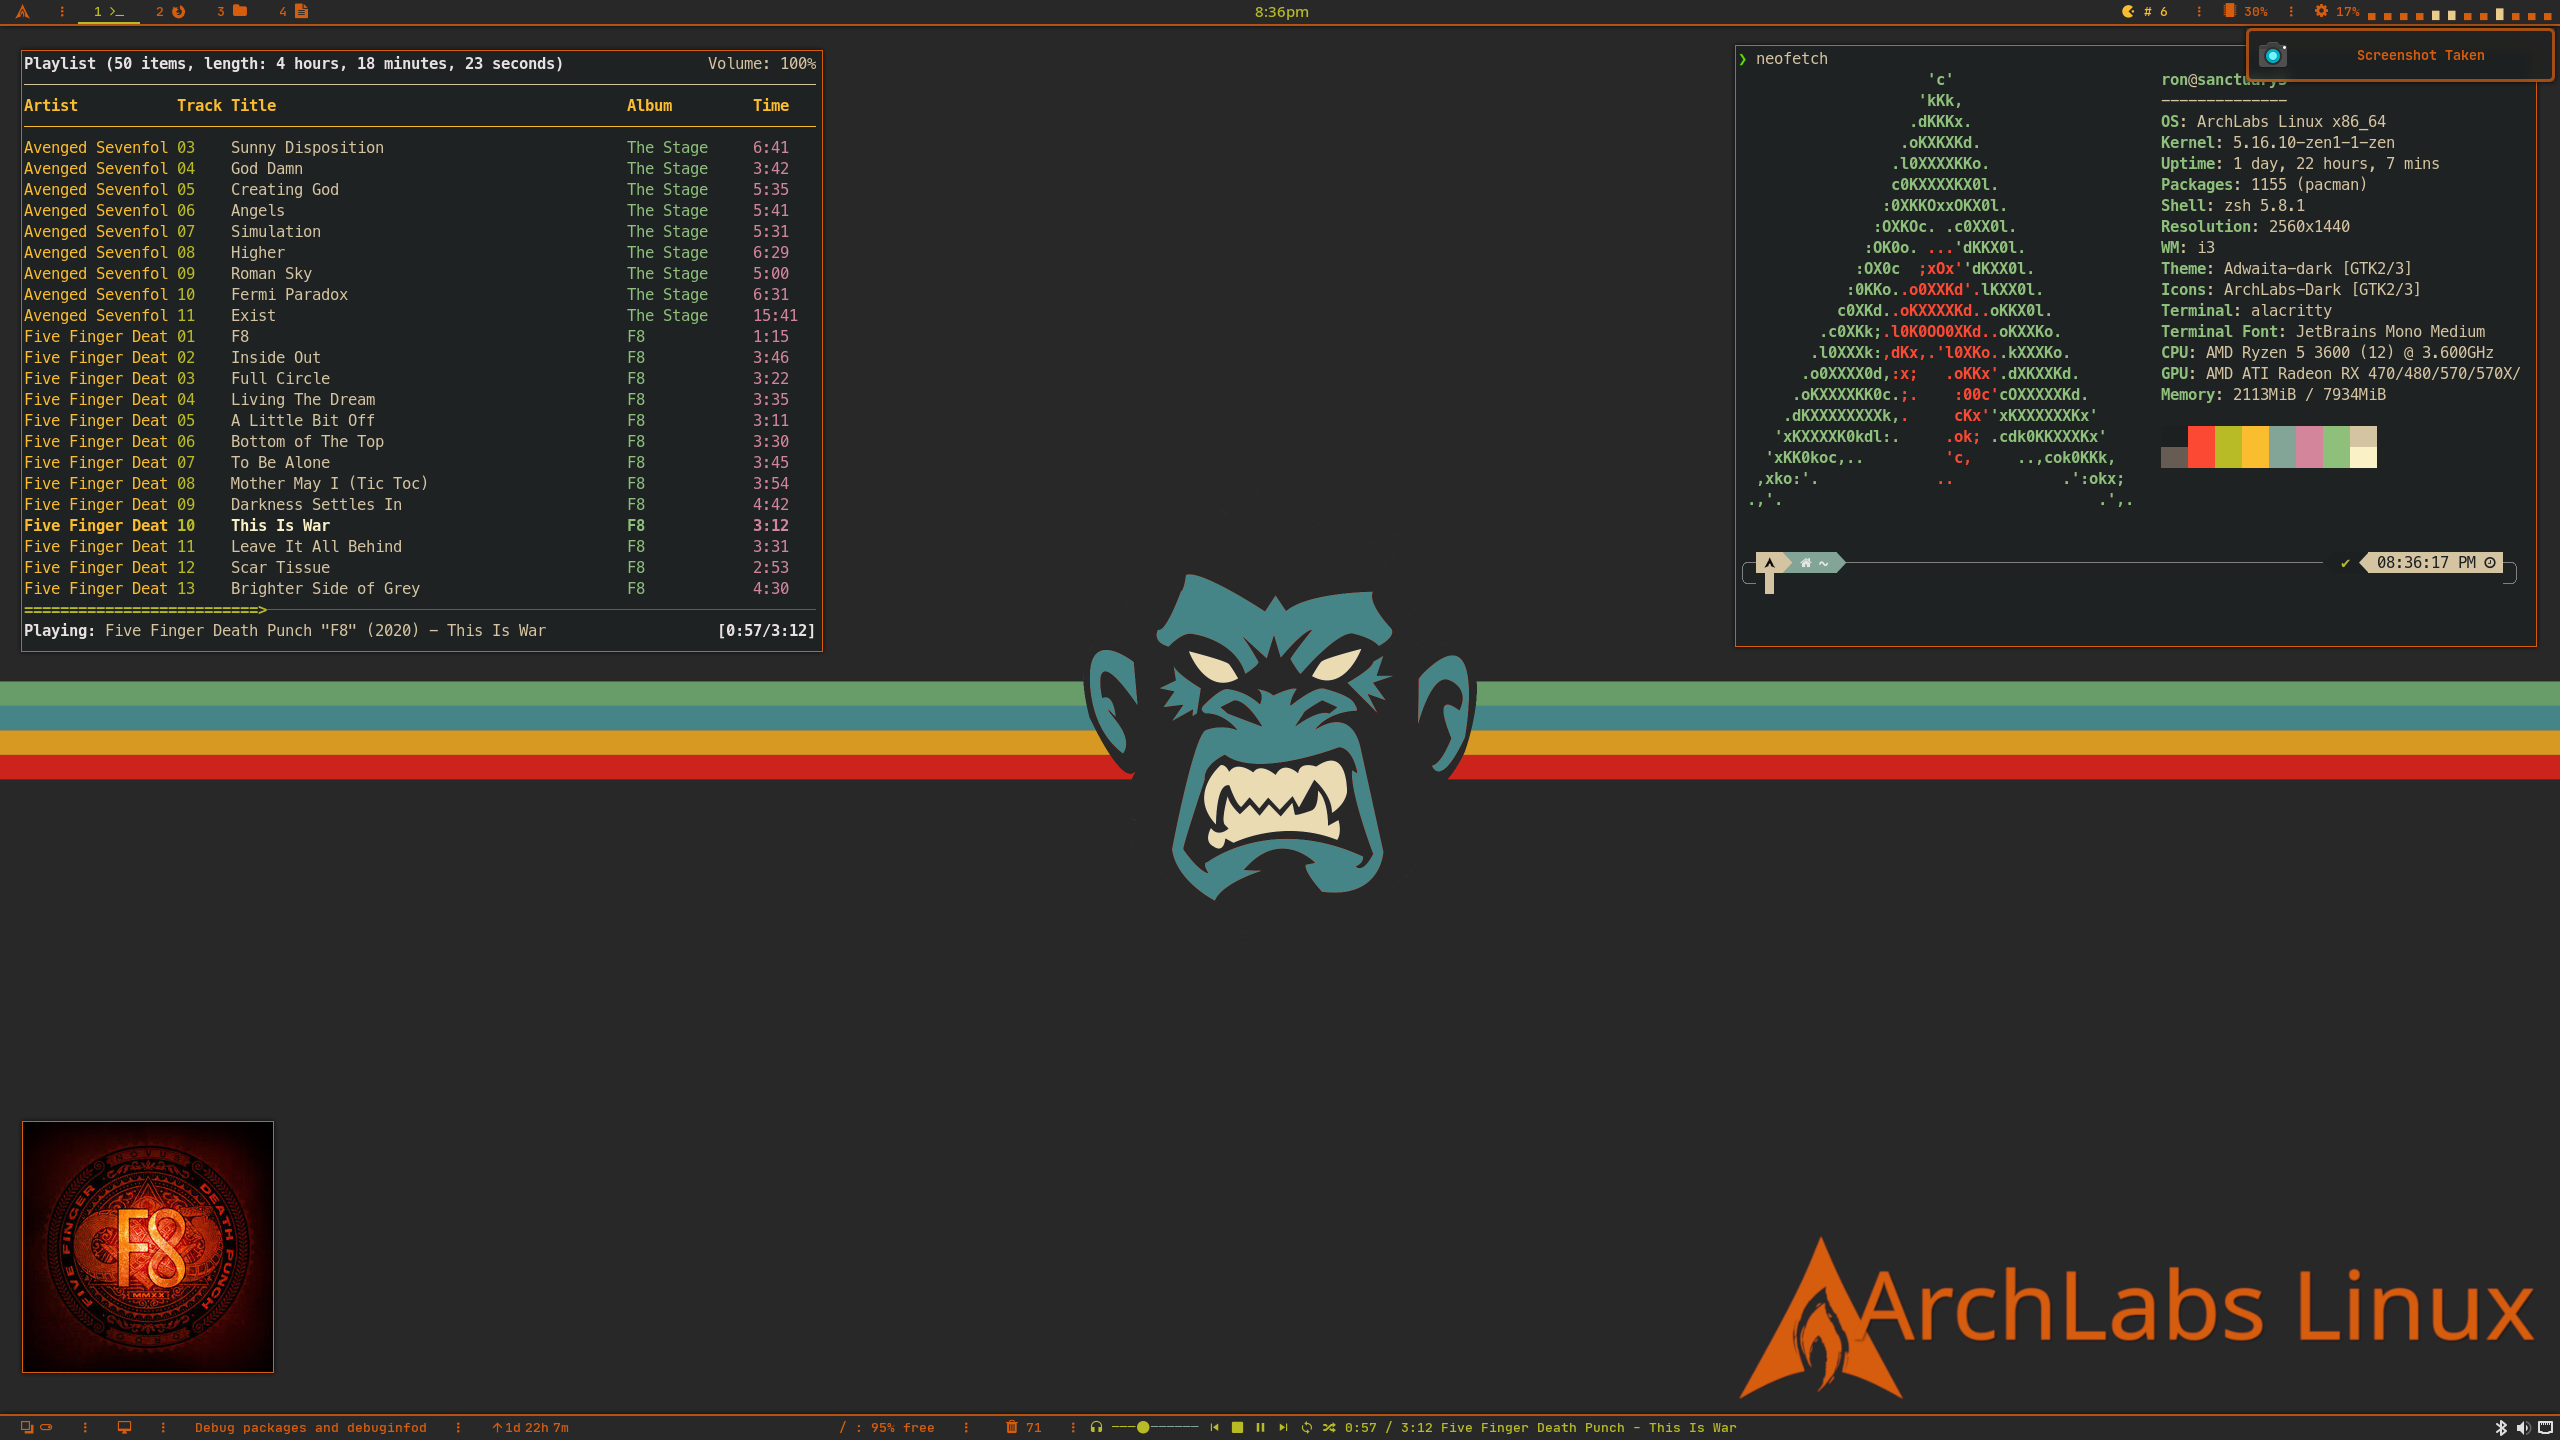 1 2 3 4 8:36pm # 6 30% 17%
Screenshot Taken
Playlist (50 items, length: 4 hours, 18 minutes, 23 seconds) Volume: 100%
Artist Track Title Album Time
Avenged Sevenfol 03 Sunny Disposition The Stage 6:41
Avenged Sevenfol 04 God Damn The Stage 3:42
Avenged Sevenfol 05 Creating God The Stage 5:35
Avenged Sevenfol 06 Angels The Stage 5:41
Avenged Sevenfol 07 Simulation The Stage 5:31
Avenged Sevenfol 08 Higher The Stage 6:29
Avenged Sevenfol 09 Roman Sky The Stage 5:00
Avenged Sevenfol 10 Fermi Paradox The Stage 6:31
Avenged Sevenfol 11 Exist The Stage 15:41
Five Finger Deat 01 F8 F8 1:15
Five Finger Deat 02 Inside Out F8 3:46
Five Finger Deat 03 Full Circle F8 3:22
Five Finger Deat 04 Living The Dream F8 3:35
Five Finger Deat 05 A Little Bit Off F8 3:11
Five Finger Deat 06 Bottom of The Top F8 3:30
Five Finger Deat 07 To Be Alone F8 3:45
Five Finger Deat 08 Mother May I (Tic Toc) F8 3:54
Five Finger Deat 09 Darkness Settles In F8 4:42
Five Finger Deat 10 This Is War F8 3:12
Five Finger Deat 11 Leave It All Behind F8 3:31
Five Finger Deat 12 Scar Tissue F8 2:53
Five Finger Deat 13 Brighter Side of Grey F8 4:30
Playing: Five Finger Death Punch "F8" (2020) - This Is War [0:57/3:12]
❯ neofetch
--------------
OS: ArchLabs Linux x86_64
Kernel: 5.16.10-zen1-1-zen
Uptime: 1 day, 22 hours, 7 mins
Packages: 1155 (pacman)
Shell: zsh 5.8.1
Resolution: 2560x1440
WM: i3
Theme: Adwaita-dark [GTK2/3]
Icons: ArchLabs-Dark [GTK2/3]
Terminal: alacritty
Terminal Font: JetBrains Mono Medium
CPU: AMD Ryzen 5 3600 (12) @ 3.600GHz
GPU: AMD ATI Radeon RX 470/480/570/570X/
Memory: 2113MiB / 7934MiB
~ ✔ 08:36:17 PM
FIVE FINGER DEATH PUNCH
F8
MMXX
ArchLabs Linux
Debug packages and debuginfod 1d 22h 7m / : 95% free 71 0:57 / 3:12 Five Finger Death Punch - This Is War